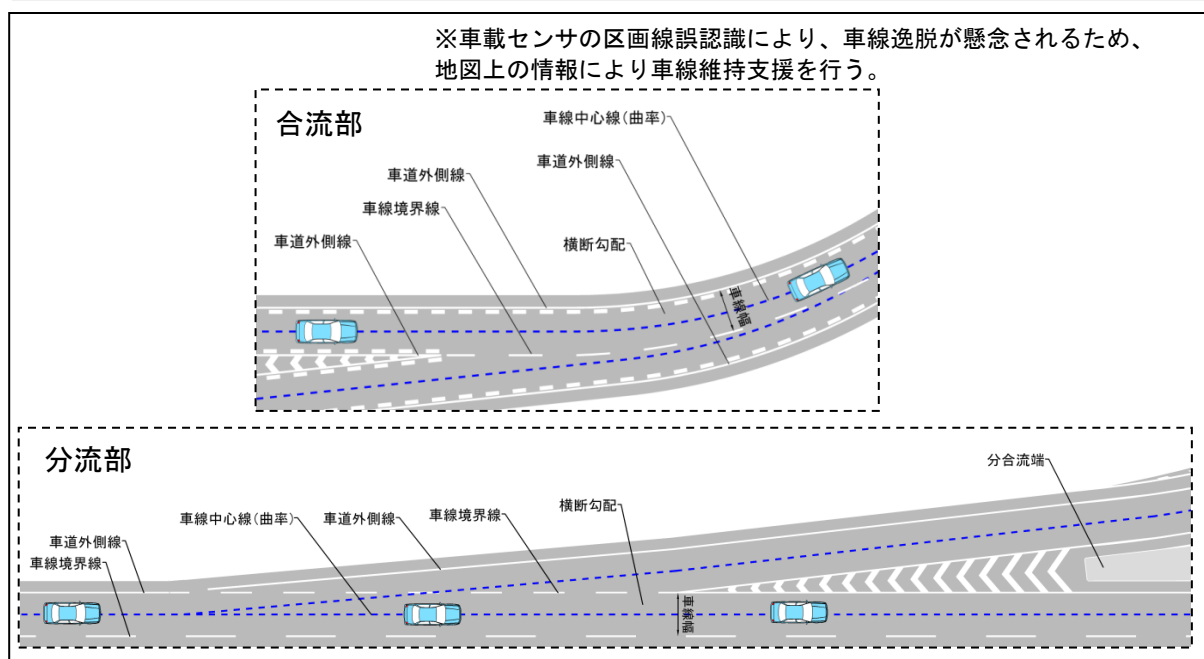 ※車載センサの区画線誤認識により、車線逸脱が懸念されるため、
地図上の情報により車線維持支援を行う。
合流部
車線中心線(曲率)
車道外側線
車道外側線
車線境界線
車道外側線
横断勾配
車線幅
分流部
分合流端
横断勾配
車線境界線
車道外側線
車線中心線(曲率)
車道外側線
車線境界線
車線幅